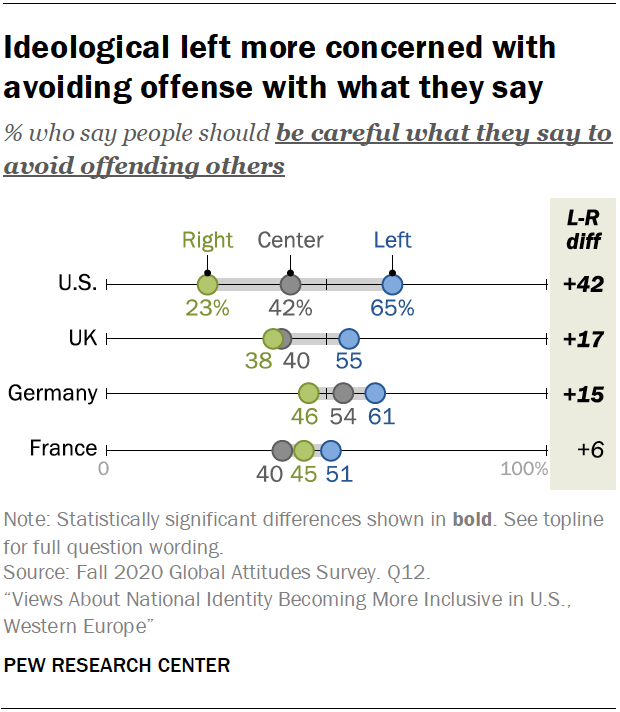 Ideological left more concerned with
avoiding offense with what they say
% who say people should be careful what they say to
avoid offending others
L-R
diff
Right Center Left
U.S. +42
23% 42% 65%
UK +17
38 40 55
Germany +15
46 54 61
France +6
0 100%
40 45 51
Note: Statistically significant differences shown in bold. See topline
for full question wording.
Source: Fall 2020 Global Attitudes Survey. Q12.
“Views About National Identity Becoming More Inclusive in U.S.,
Western Europe”
PEW RESEARCH CENTER